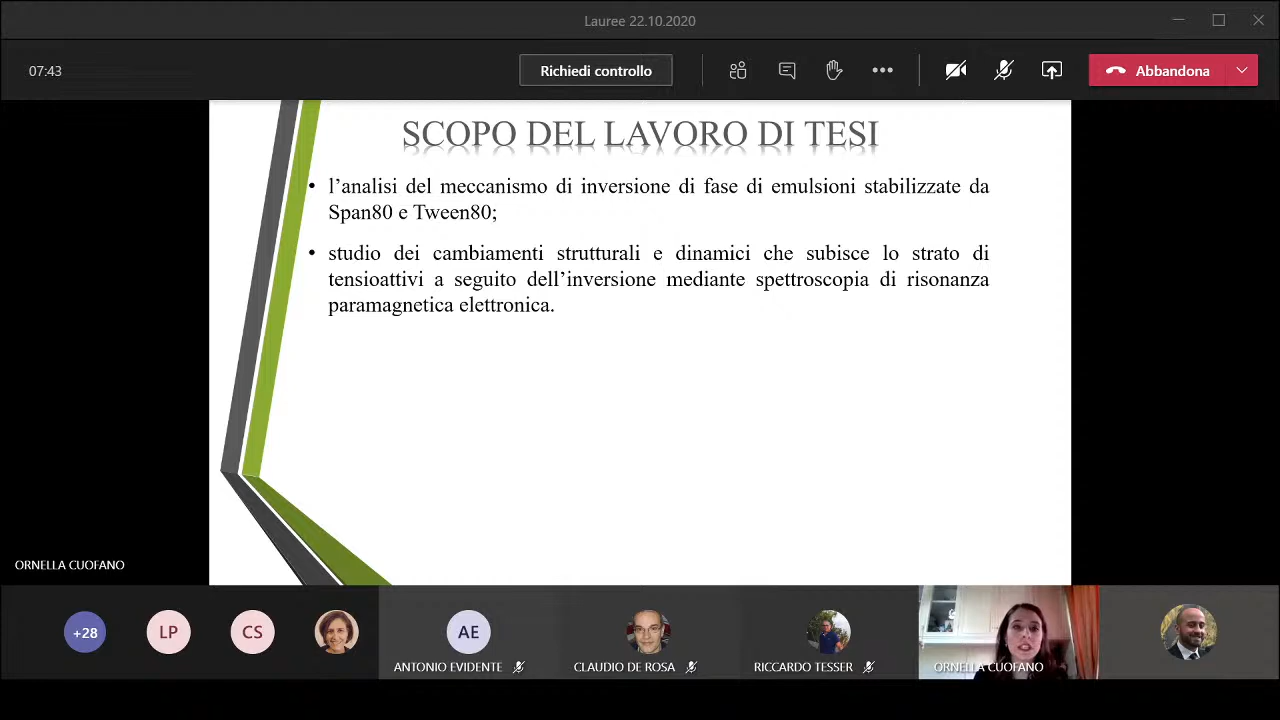 Lauree 22.10.2020
07:43
Richiedi controllo
Abbandona
SCOPO DEL LAVORO DI TESI
• l’analisi del meccanismo di inversione di fase di emulsioni stabilizzate da
Span80 e Tween80;
• studio dei cambiamenti strutturali e dinamici che subisce lo strato di
tensioattivi a seguito dell’inversione mediante spettroscopia di risonanza
paramagnetica elettronica.
ORNELLA CUOFANO
+28
LP
CS
AE
ANTONIO EVIDENTE
CLAUDIO DE ROSA
RICCARDO TESSER
ORNELLA CUOFANO